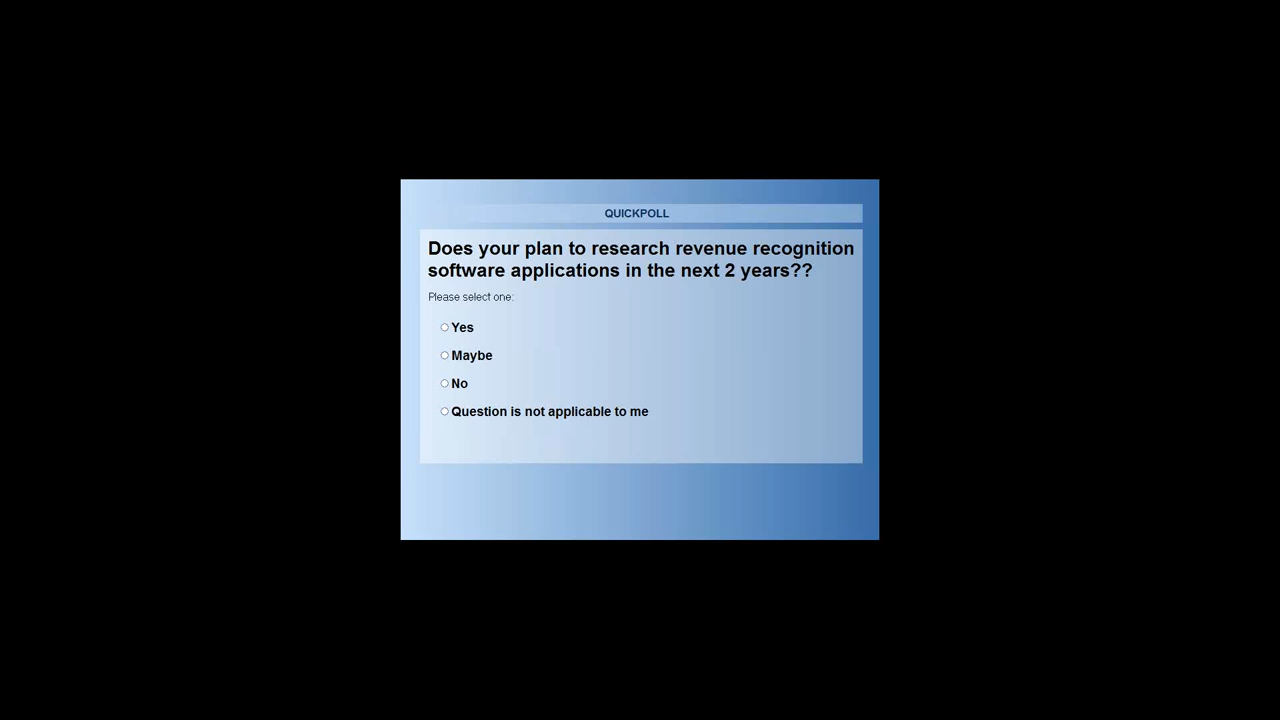 QUICKPOLL
Does your plan to research revenue recognition
software applications in the next 2 years??
Please select one:
Yes
Maybe
No
Question is not applicable to me